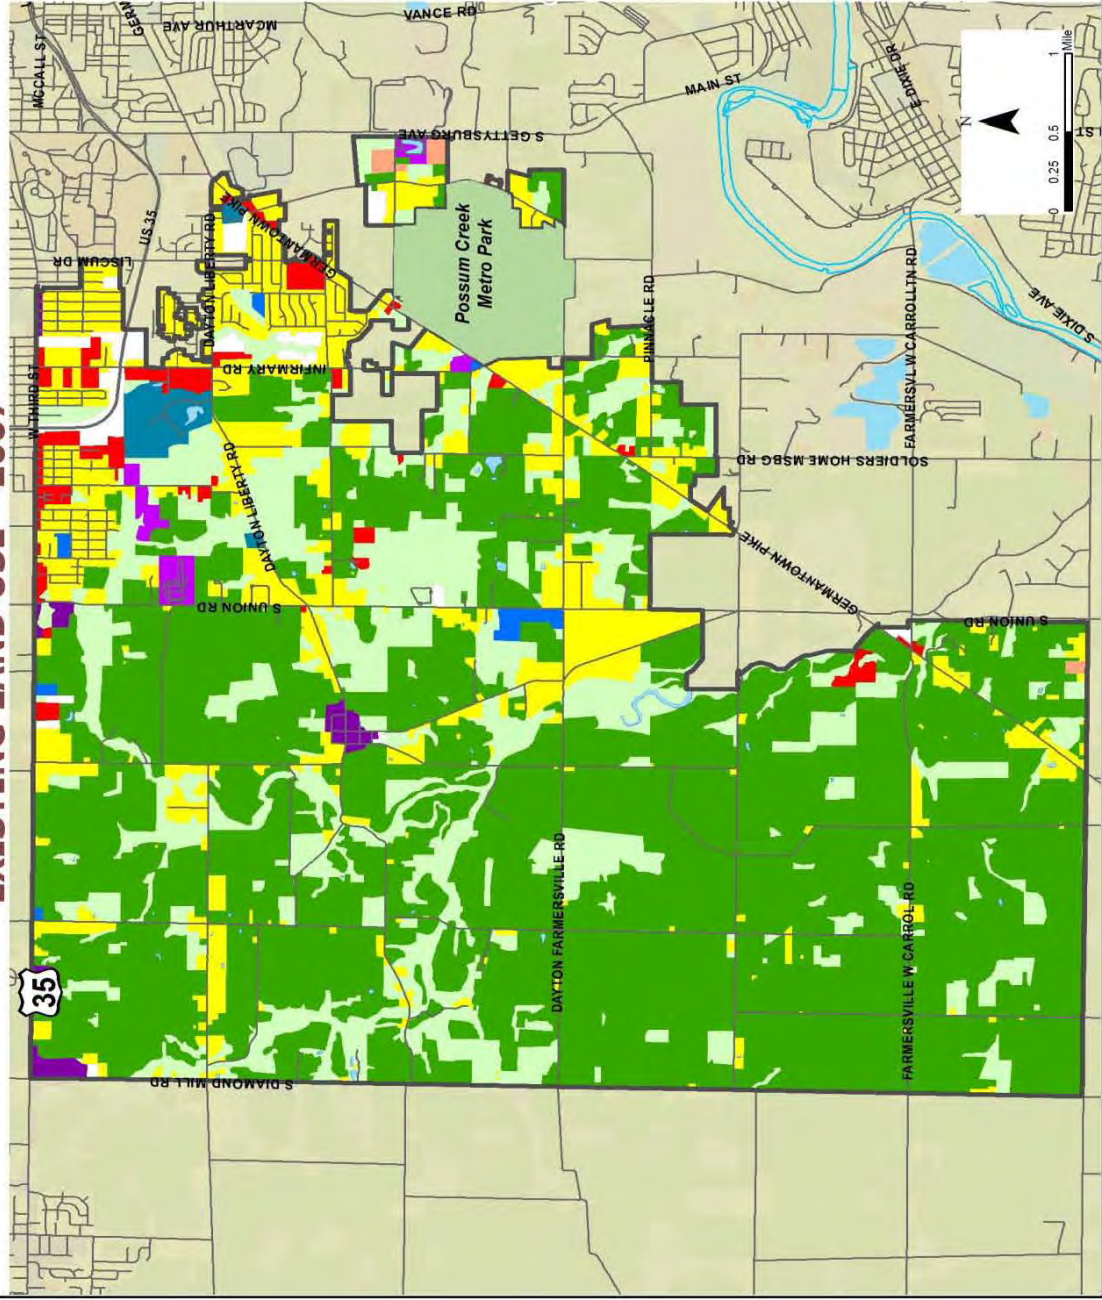 MCCALL ST
GERM
MCARTHUR AVE
VANCE RD
MAIN ST
E DIXIE DR
S GETTYSBURG AVE
N
0
0.25
0.5
1
Mile
ST
US 35
LISCUM DR
DAYTON LIBERTY RD
GERMANTOWN PIKE
Possum Creek
Metro Park
W THIRD ST
INFIRMARY RD
PINNACLE RD
FARMERSVL W CARROLLTN RD
S DIXIE AVE
DAYTON LIBERTY RD
SOLDIERS HOME MSBG RD
S UNION RD
GERMANTOWN PIKE
S UNION RD
35
DAYTON FARMERSVILLE RD
FARMERSVILLE W CARROL RD
S DIAMOND MILL RD